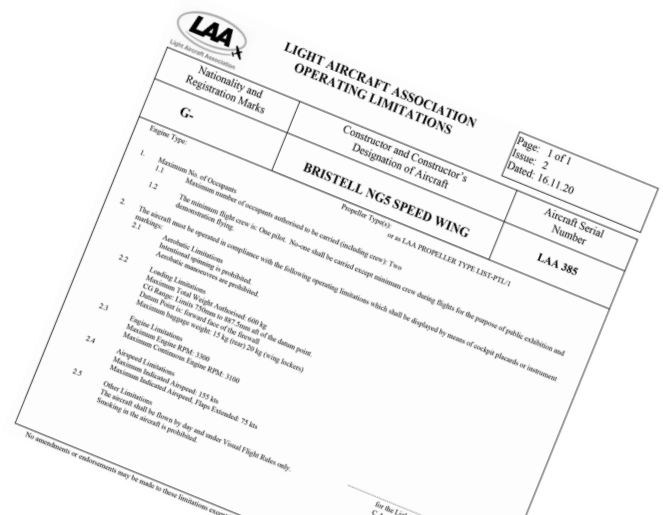 LAA
Light Aircraft Association
LIGHT AIRCRAFT ASSOCIATION
OPERATING LIMITATIONS
Page: 1 of 1
Issue: 2
Dated: 16.11.20
Nationality and
Registration Marks
Constructor and Constructor's
Designation of Aircraft
Aircraft Serial
Number
G-
BRISTELL NG5 SPEED WING
LAA 385
Engine Type:
Propeller Type(s):
or as LAA PROPELLER TYPE LIST-PTL/1
1. Maximum No. of Occupants
1.1 Maximum number of occupants authorised to be carried (including crew): Two
1.2 The minimum flight crew is: One pilot. No-one shall be carried except minimum crew during flights for the purpose of public exhibition and
demonstration flying.
2. The aircraft must be operated in compliance with the following operating limitations which shall be displayed by means of cockpit placards or instrument
markings:
2.1 Aerobatic Limitations
Intentional spinning is prohibited.
Aerobatic manoeuvres are prohibited.
2.2 Loading Limitations
Maximum Total Weight Authorised: 600 kg
CG Range: Limits 750mm to 887.5mm aft of the datum point.
Datum Point is: forward face of the firewall
Maximum baggage weight: 15 kg (rear) 20 kg (wing lockers)
2.3 Engine Limitations
Maximum Engine RPM: 3300
Maximum Continuous Engine RPM: 3100
2.4 Airspeed Limitations
Maximum Indicated Airspeed: 155 kts
Maximum Indicated Airspeed, Flaps Extended: 75 kts
2.5 Other Limitations
The aircraft shall be flown by day and under Visual Flight Rules only.
Smoking in the aircraft is prohibited.
No amendments or endorsements may be made to these limitations
for the